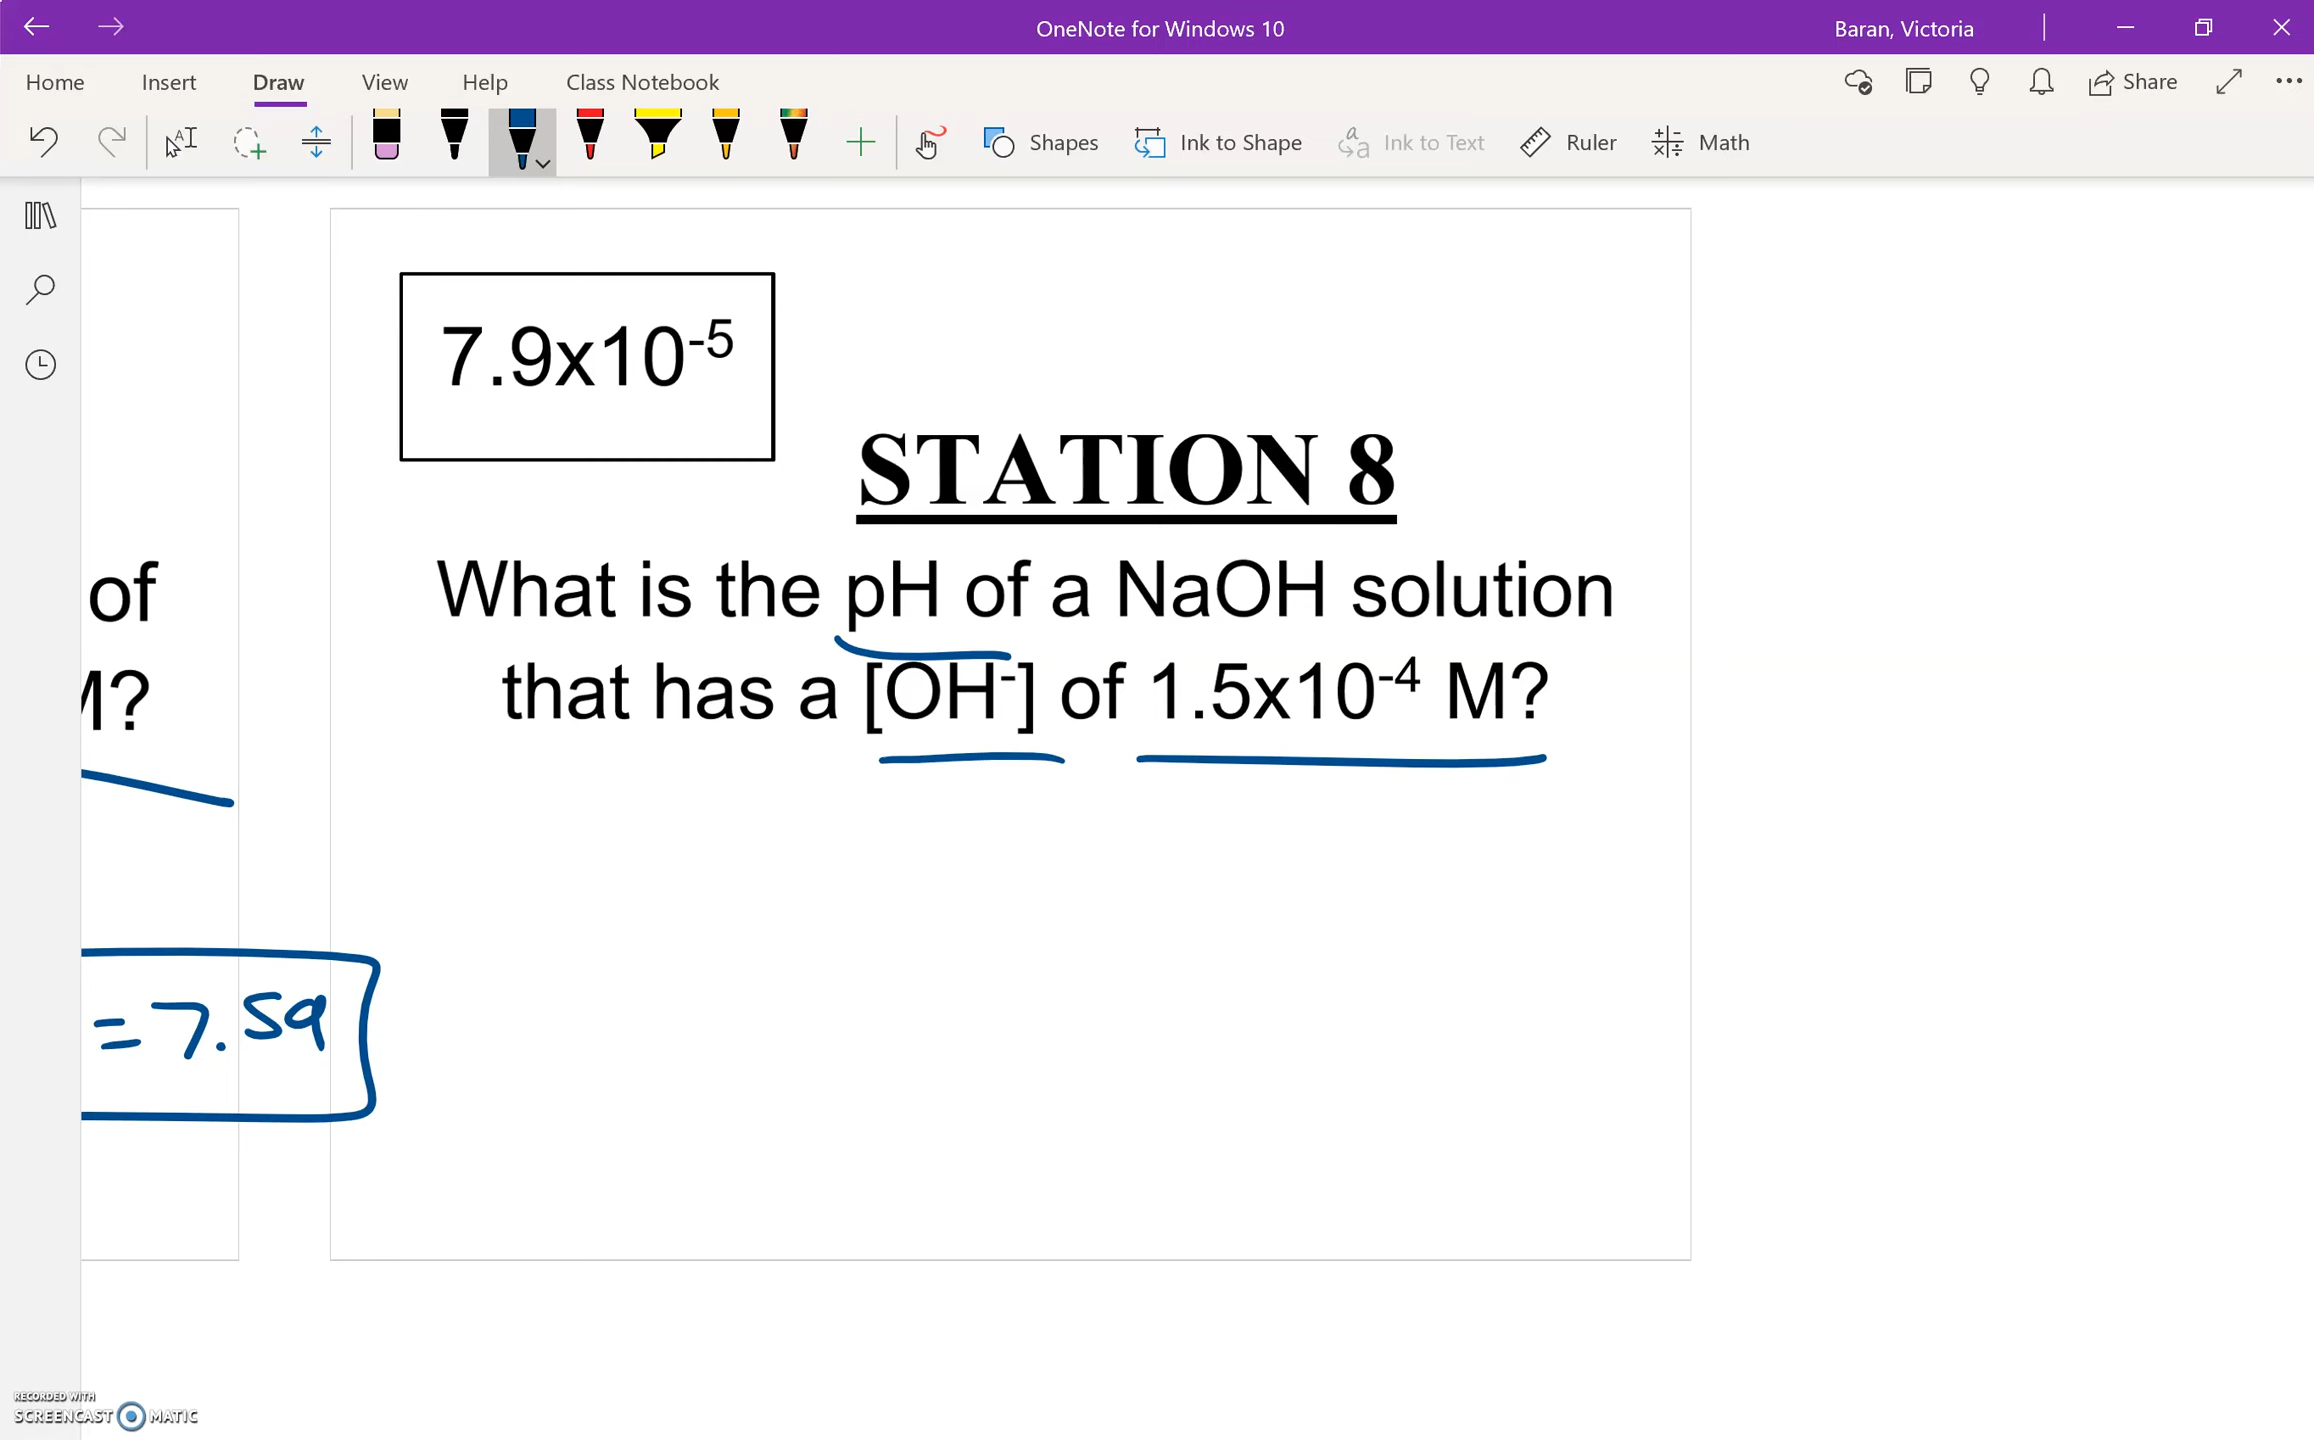 OneNote for Windows 10
Baran, Victoria
Home Insert Draw View Help Class Notebook Share
Shapes Ink to Shape Ink to Text Ruler Math
7.9x10⁻⁵
STATION 8
What is the pH of a NaOH solution
that has a [OH⁻] of 1.5x10⁻⁴ M?
of
M?
= 7.59
RECORDED WITH
SCREENCAST MATIC